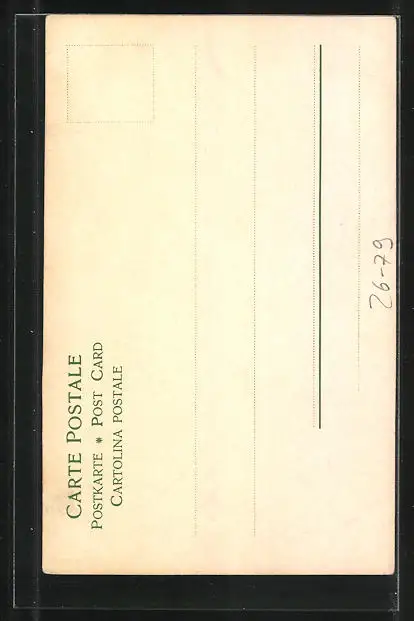 CARTE POSTALE
POSTKARTE * POST CARD
CARTOLINA POSTALE
26-79